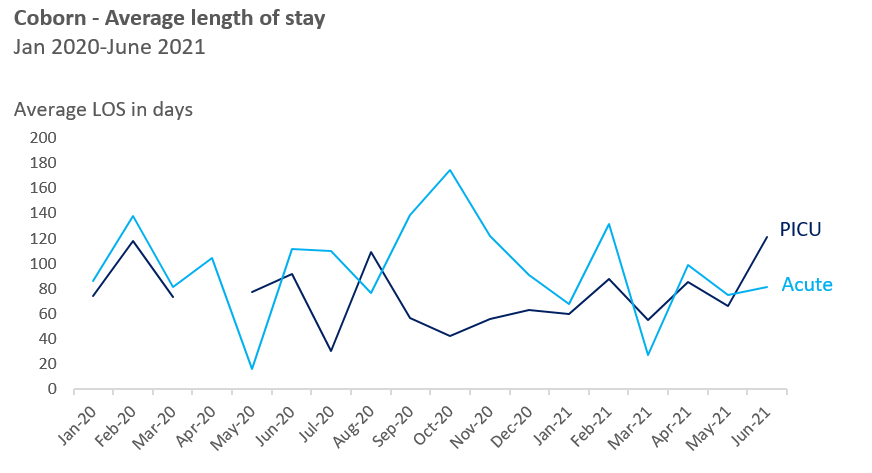 Coborn - Average length of stay
Jan 2020-June 2021
Average LOS in days
200
180
160
140
120
100
80
60
40
20
0
PICU
Acute
Jan-20
Feb-20
Mar-20
Apr-20
May-20
Jun-20
Jul-20
Aug-20
Sep-20
Oct-20
Nov-20
Dec-20
Jan-21
Feb-21
Mar-21
Apr-21
May-21
Jun-21